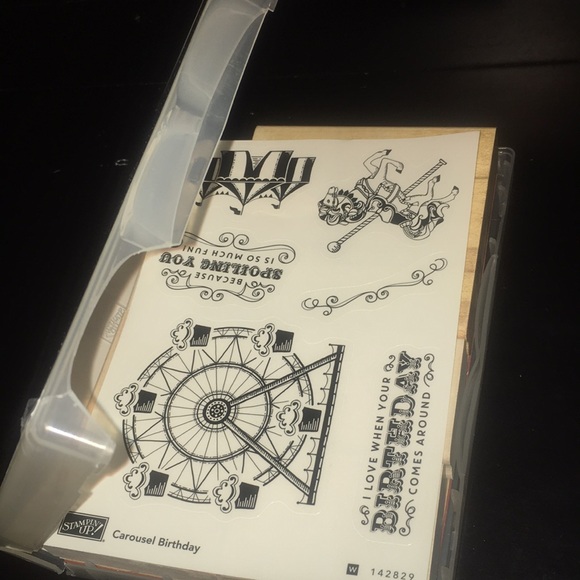 BECAUSE
SPOILING YOU
IS SO MUCH FUN!
I LOVE WHEN YOUR
BIRTHDAY
COMES AROUND
STAMPIN' UP!
Carousel Birthday
W 142829